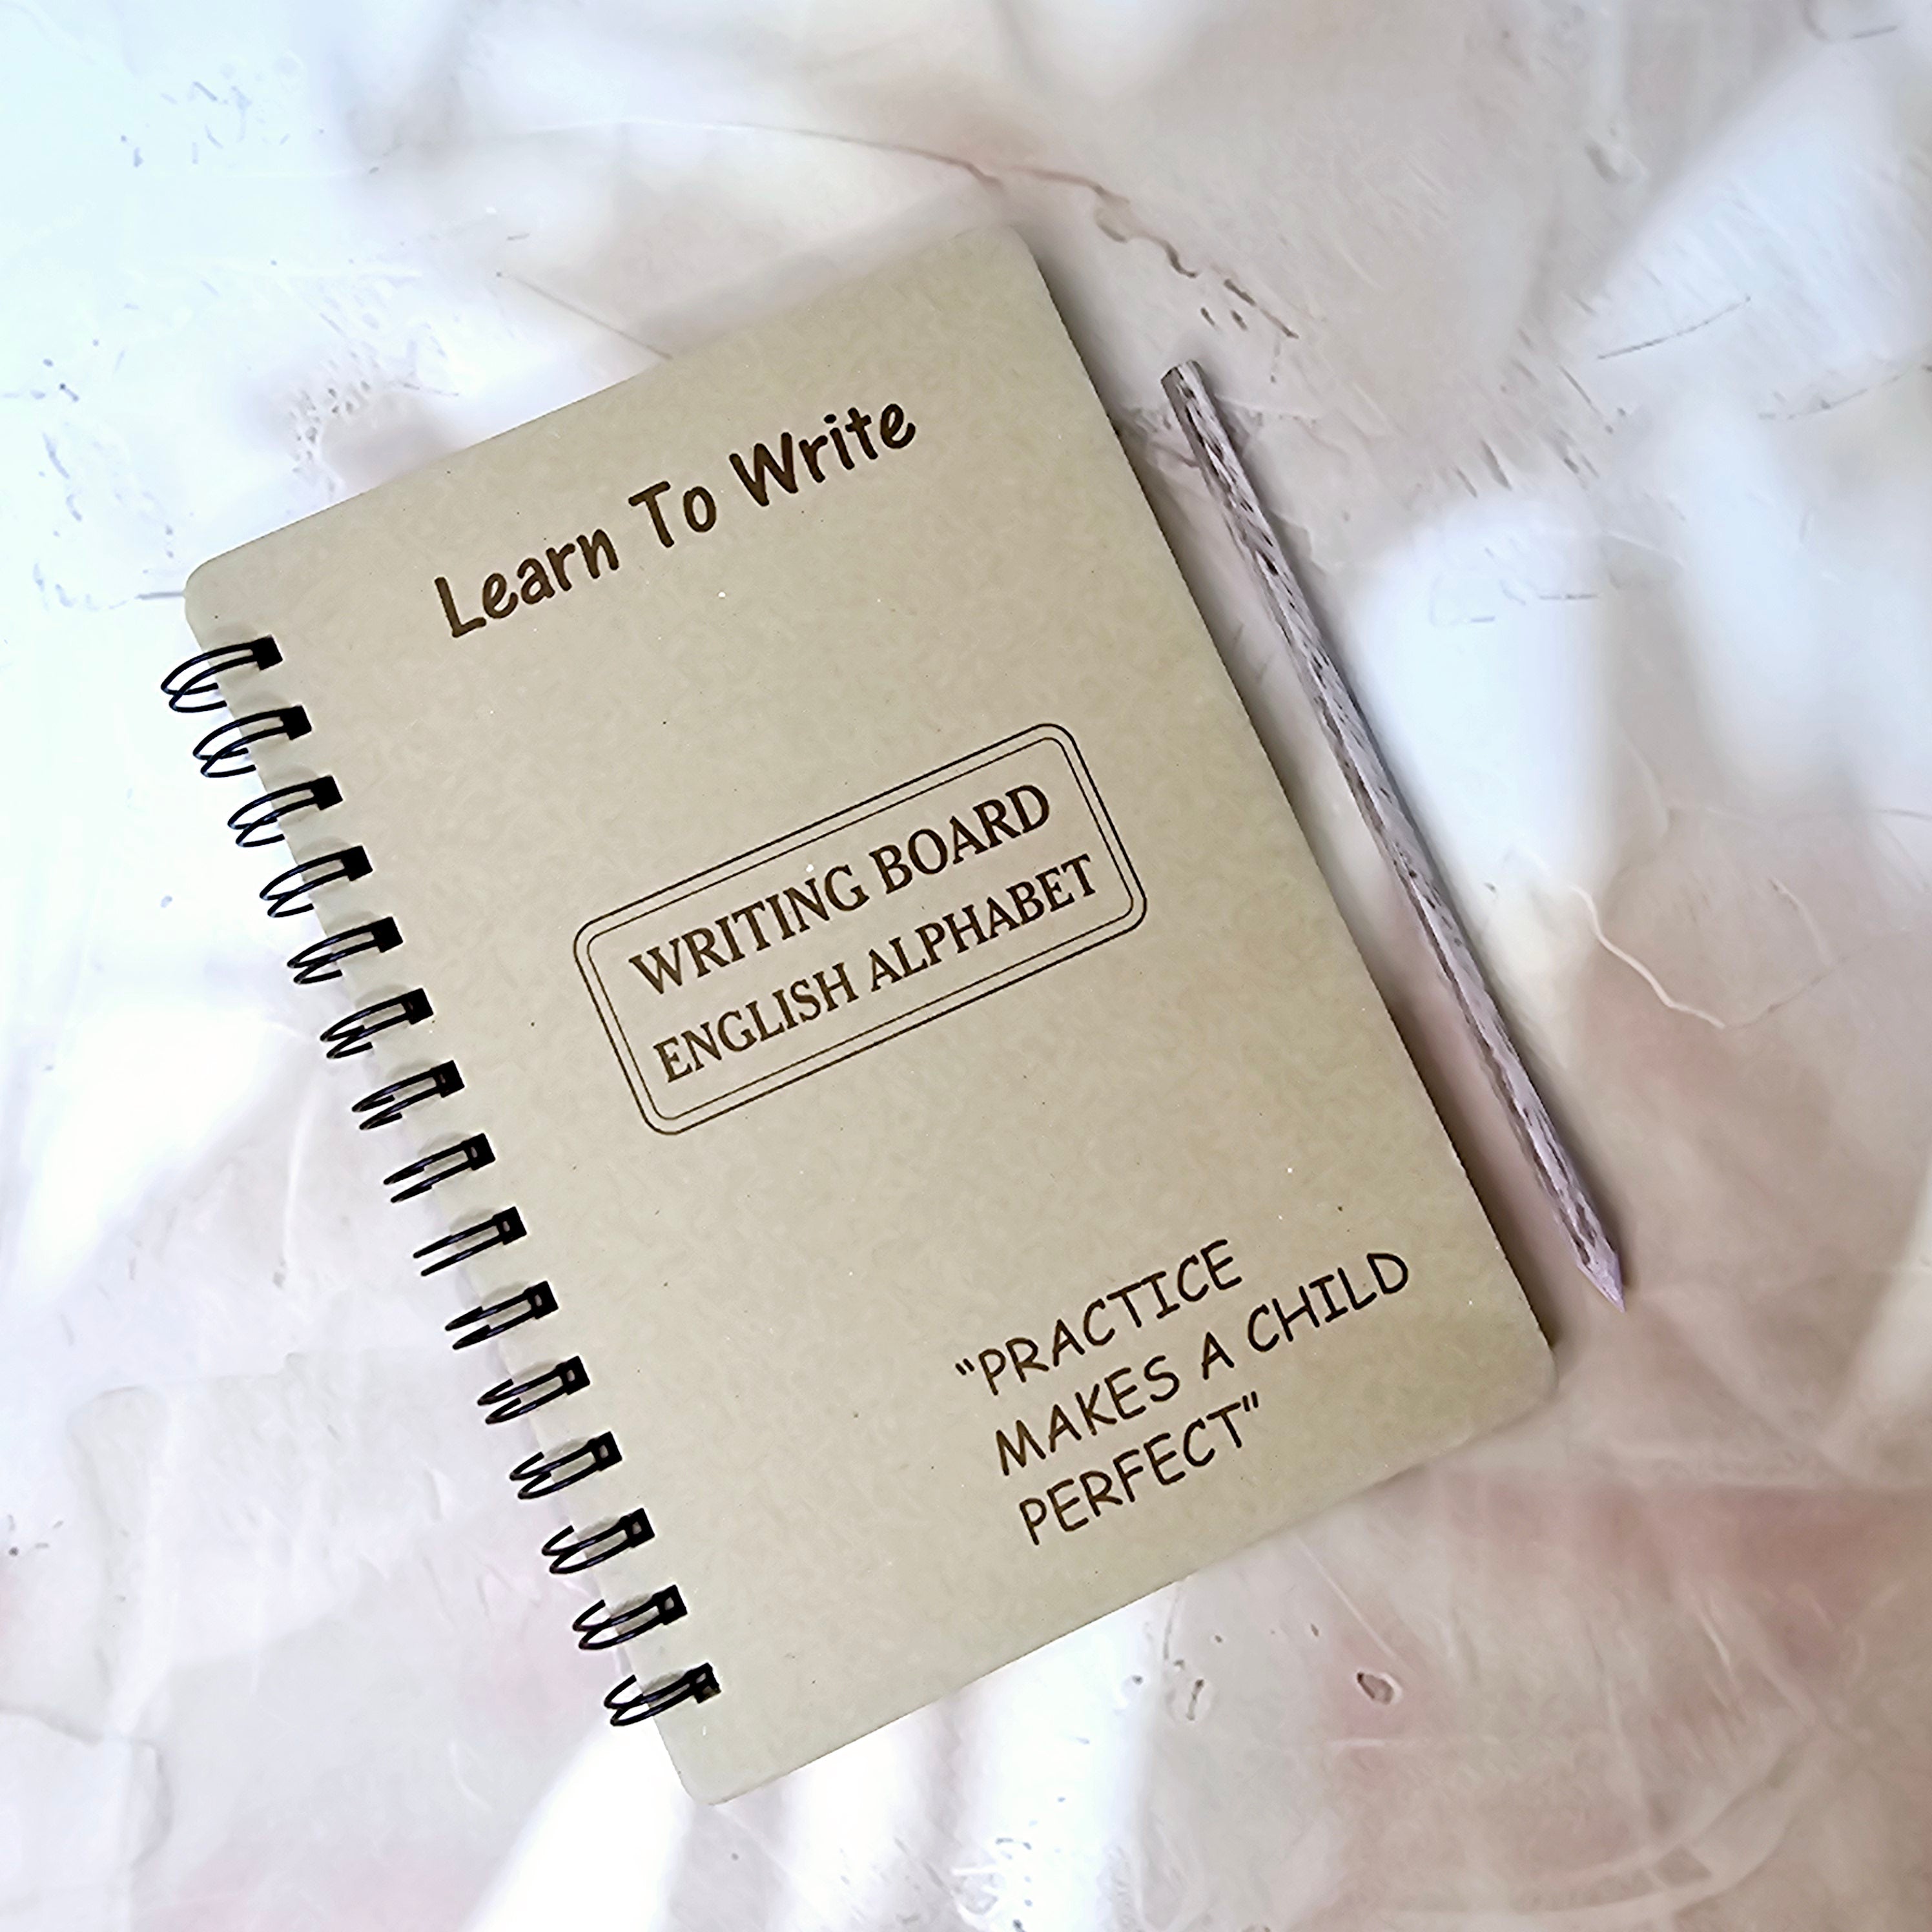 Learn To Write
WRITING BOARD
ENGLISH ALPHABET
"PRACTICE
MAKES A CHILD
PERFECT"